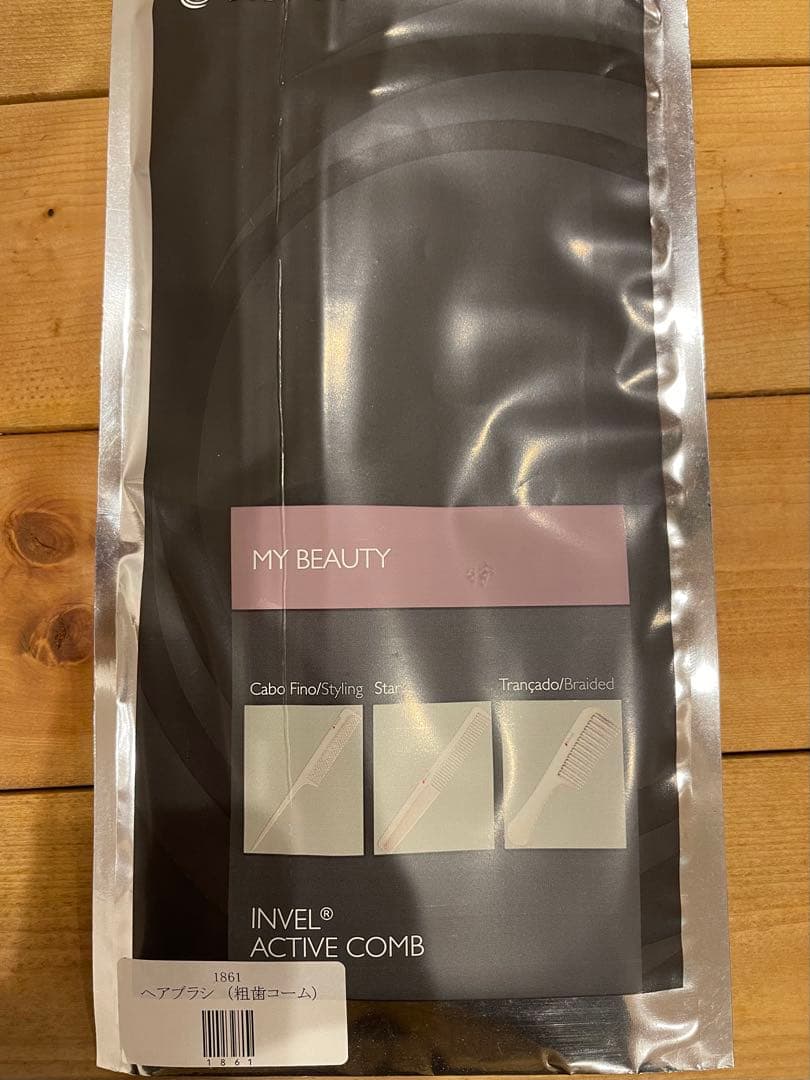 MY BEAUTY
Cabo Fino/Styling
Trançado/Braided
INVEL®
ACTIVE COMB
1861
ヘアブラシ (粗歯コーム)
1861